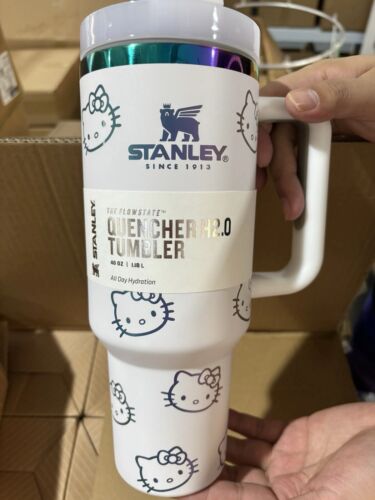 STANLEY®
SINCE 1913
STANLEY
THE FLOWSTATE™
QUENCHER H2.0
TUMBLER
40 OZ | 1.18 L
All Day Hydration